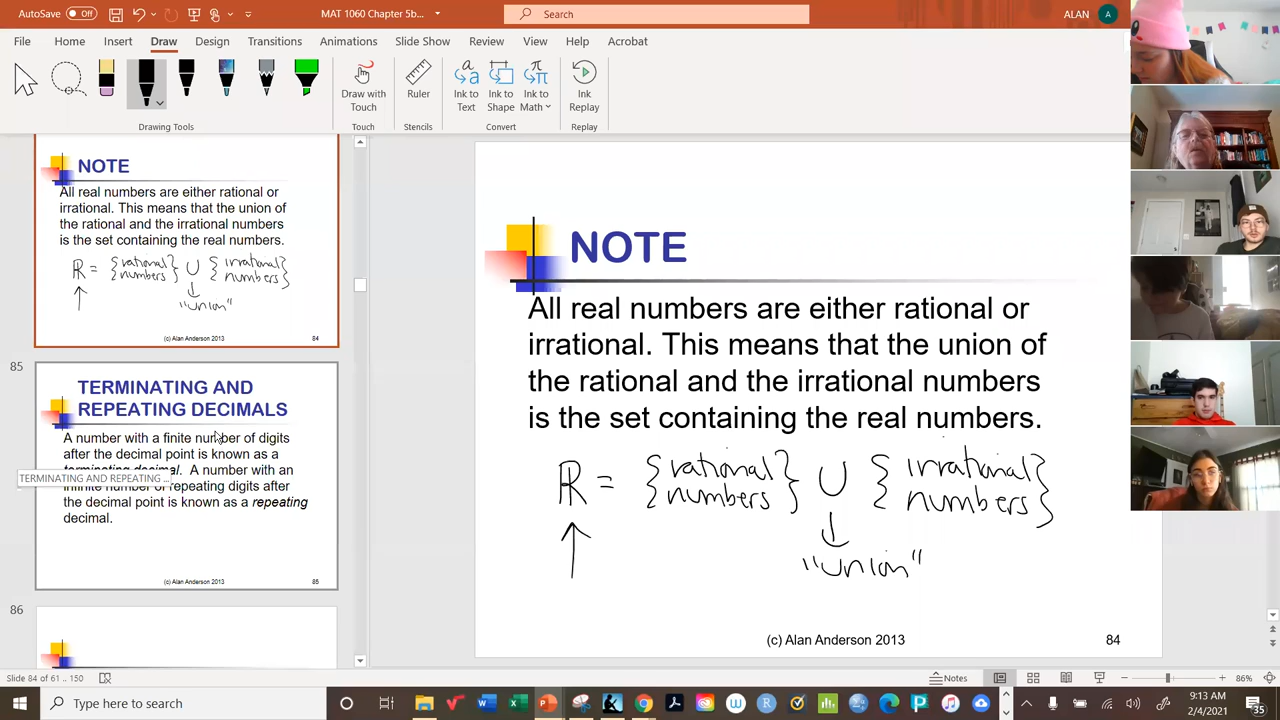 AutoSave Off
MAT 1060 Chapter 5b...
Search
ALAN
A
File Home Insert Draw Design Transitions Animations Slide Show Review View Help Acrobat
Draw with Touch
Ruler
Ink to Text
Ink to Shape
Ink to Math
Ink Replay
Drawing Tools
Touch
Stencils
Convert
Replay
NOTE
All real numbers are either rational or
irrational. This means that the union of
the rational and the irrational numbers
is the set containing the real numbers.
ℝ = {rational numbers} ∪ {irrational numbers}
"union"
(c) Alan Anderson 2013
84
85
TERMINATING AND
REPEATING DECIMALS
A number with a finite number of digits
after the decimal point is known as a
terminating decimal. A number with an
repeating digits after
TERMINATING AND REPEATING ...
the decimal point is known as a repeating
decimal.
(c) Alan Anderson 2013
85
86
NOTE
All real numbers are either rational or
irrational. This means that the union of
the rational and the irrational numbers
is the set containing the real numbers.
ℝ = {rational numbers} ∪ {irrational numbers}
"union"
(c) Alan Anderson 2013
84
Slide 84 of 61 .. 150
Notes
86%
Type here to search
9:13 AM
2/4/2021
35